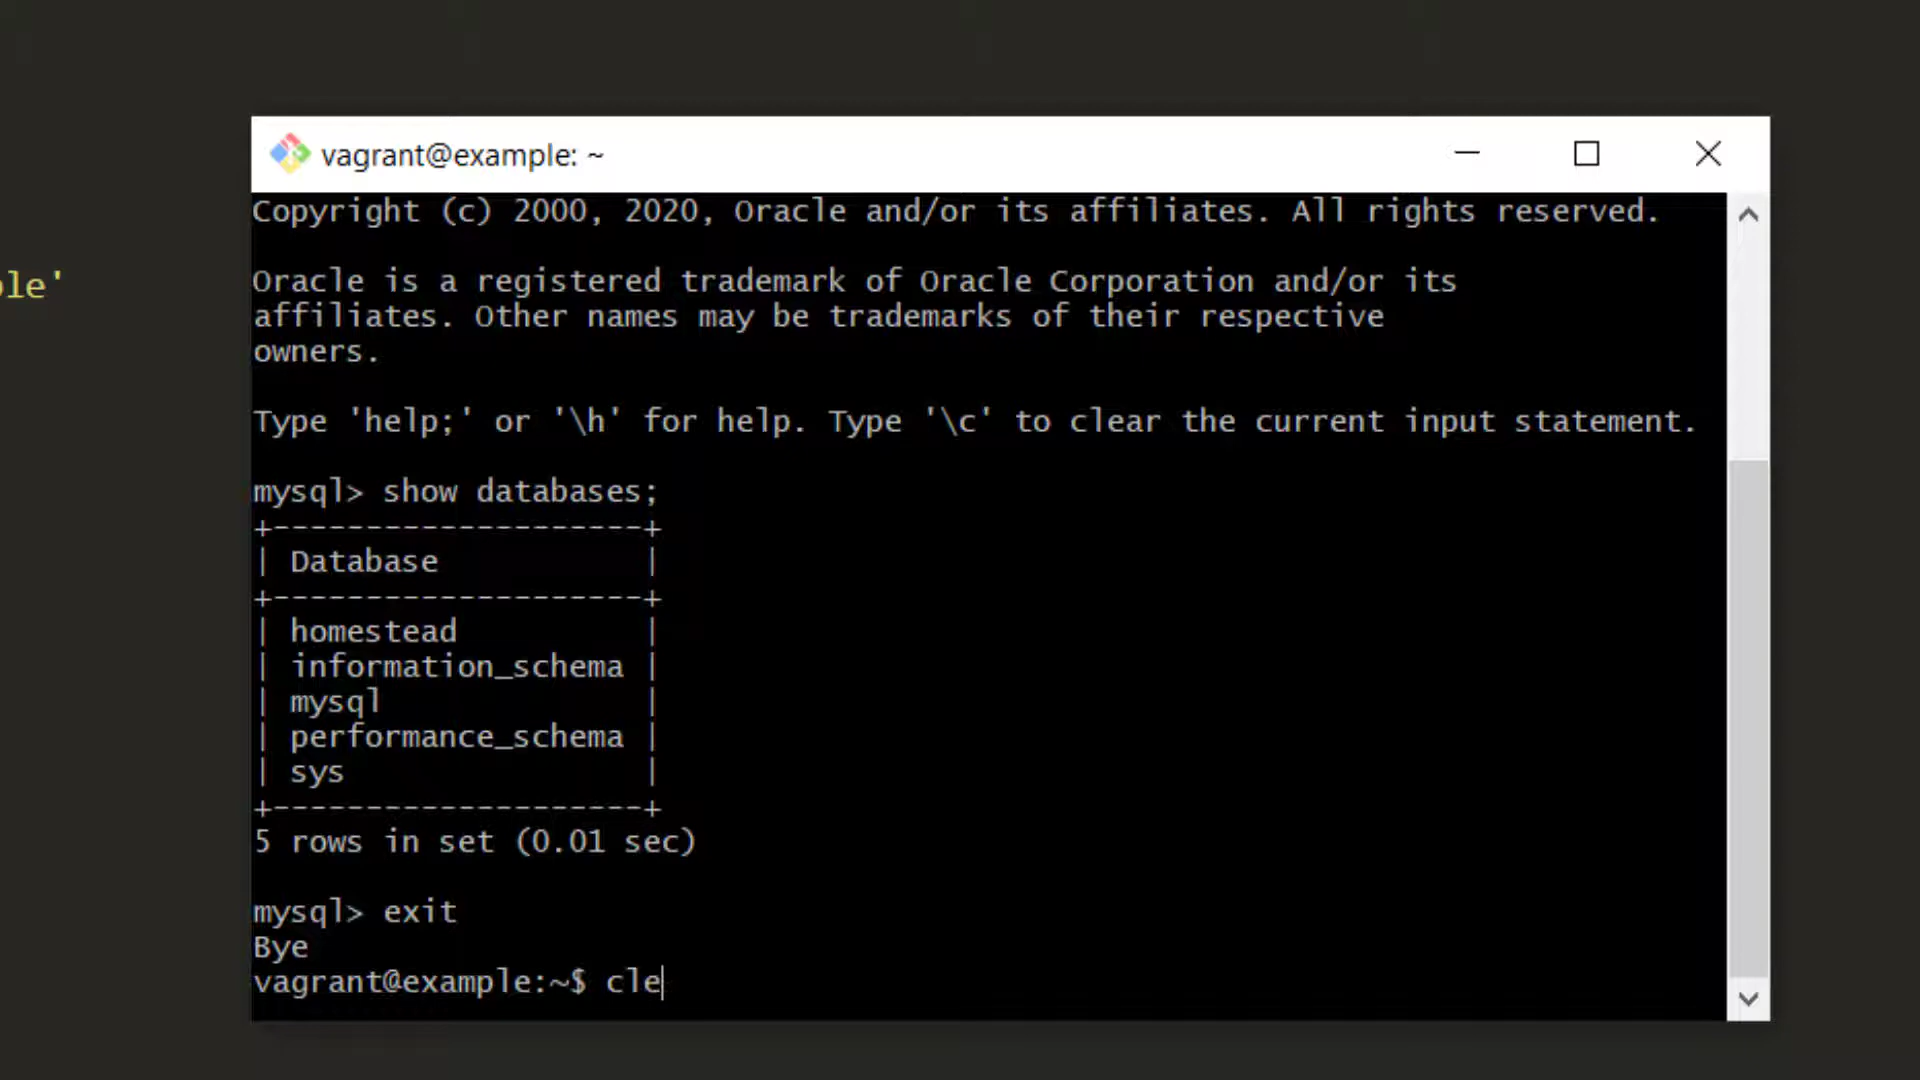 vagrant@example: ~
Copyright (c) 2000, 2020, Oracle and/or its affiliates. All rights reserved.
Oracle is a registered trademark of Oracle Corporation and/or its
affiliates. Other names may be trademarks of their respective
owners.
Type 'help;' or '\h' for help. Type '\c' to clear the current input statement.
mysql> show databases;
+--------------------+
| Database           |
+--------------------+
| homestead          |
| information_schema |
| mysql              |
| performance_schema |
| sys                |
+--------------------+
5 rows in set (0.01 sec)
mysql> exit
Bye
vagrant@example:~$ cle
le'